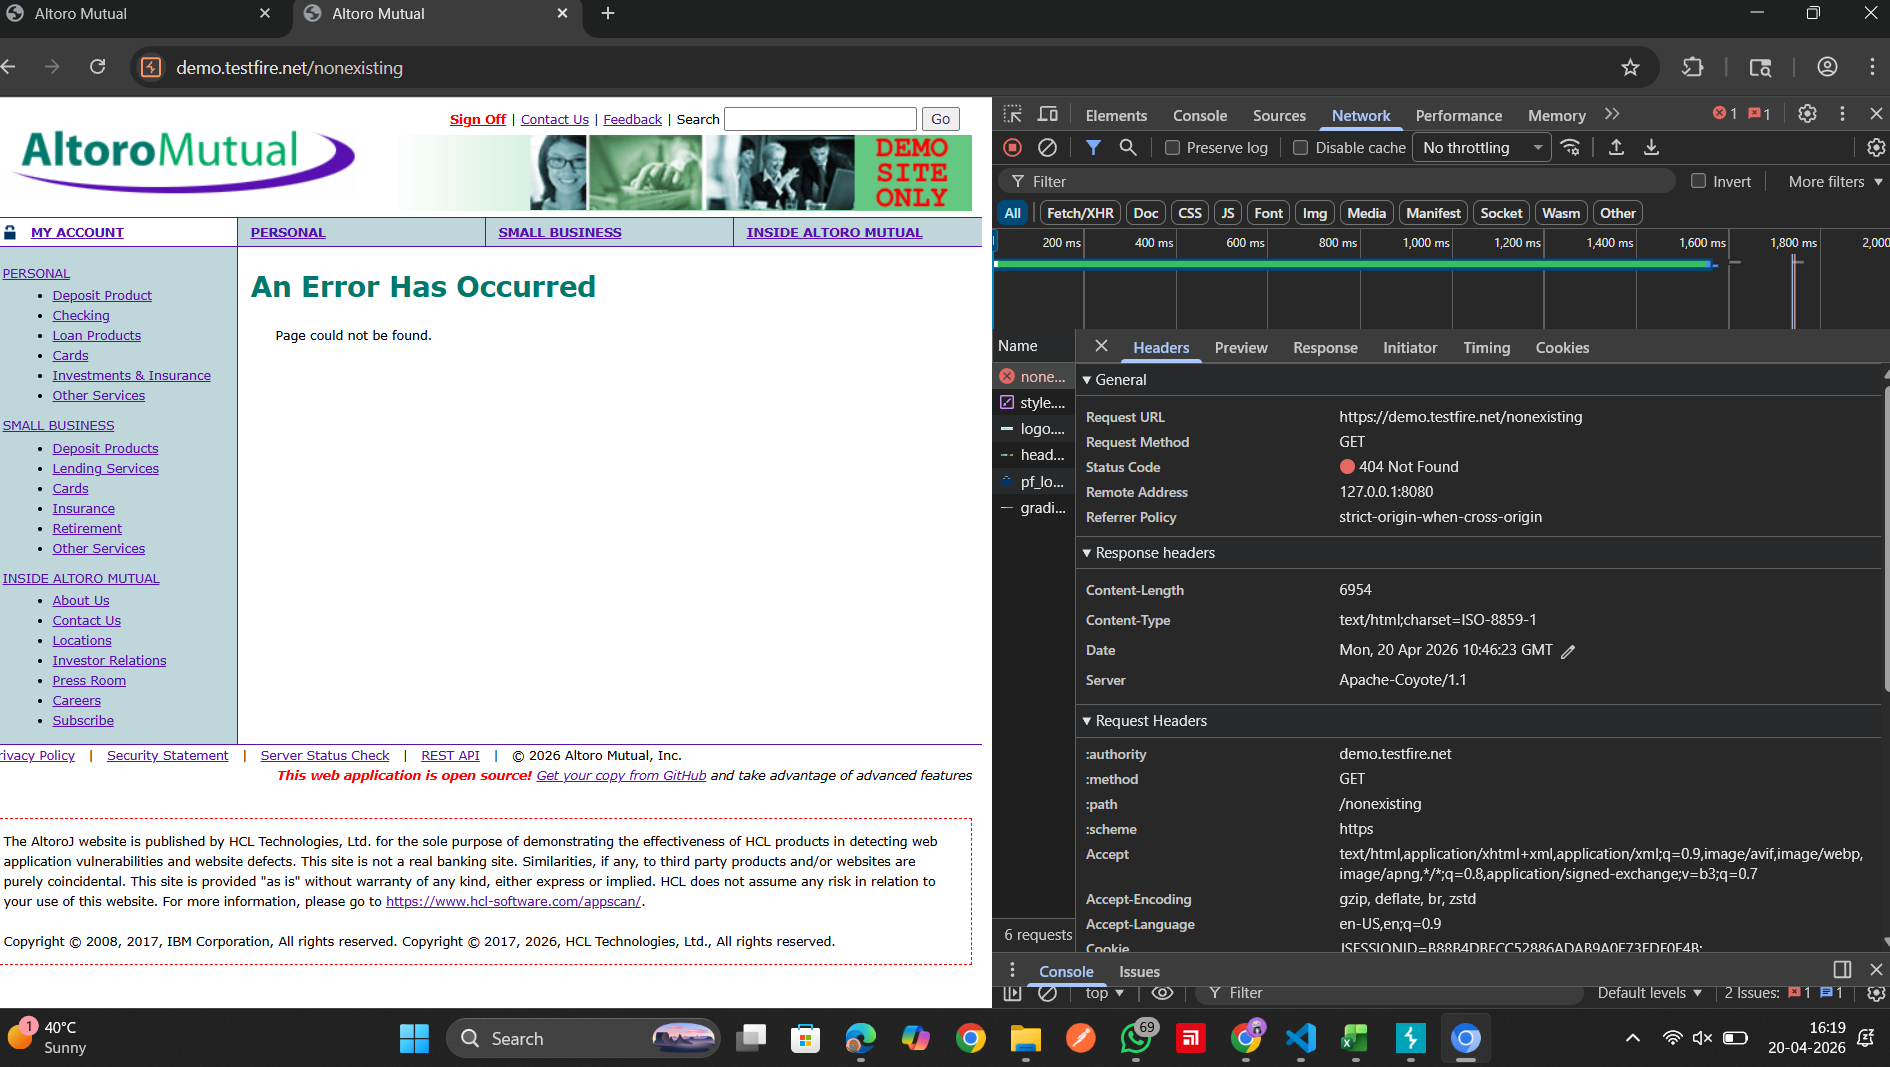 Altoro Mutual
Altoro Mutual
demo.testfire.net/nonexisting
Sign Off | Contact Us | Feedback | Search Go
AltoroMutual
DEMO
SITE
ONLY
MY ACCOUNT
PERSONAL
SMALL BUSINESS
INSIDE ALTORO MUTUAL
PERSONAL
• Deposit Product
• Checking
• Loan Products
• Cards
• Investments & Insurance
• Other Services
SMALL BUSINESS
• Deposit Products
• Lending Services
• Cards
• Insurance
• Retirement
• Other Services
INSIDE ALTORO MUTUAL
• About Us
• Contact Us
• Locations
• Investor Relations
• Press Room
• Careers
• Subscribe
An Error Has Occurred
Page could not be found.
rivacy Policy | Security Statement | Server Status Check | REST API | © 2026 Altoro Mutual, Inc.
This web application is open source! Get your copy from GitHub and take advantage of advanced features
The AltoroJ website is published by HCL Technologies, Ltd. for the sole purpose of demonstrating the effectiveness of HCL products in detecting web
application vulnerabilities and website defects. This site is not a real banking site. Similarities, if any, to third party products and/or websites are
purely coincidental. This site is provided "as is" without warranty of any kind, either express or implied. HCL does not assume any risk in relation to
your use of this website. For more information, please go to https://www.hcl-software.com/appscan/.
Copyright © 2008, 2017, IBM Corporation, All rights reserved. Copyright © 2017, 2026, HCL Technologies, Ltd., All rights reserved.
Elements Console Sources Network Performance Memory 1 1
Preserve log Disable cache No throttling
Filter Invert More filters
All Fetch/XHR Doc CSS JS Font Img Media Manifest Socket Wasm Other
200 ms 400 ms 600 ms 800 ms 1,000 ms 1,200 ms 1,400 ms 1,600 ms 1,800 ms 2,000
Name
none...
style....
logo....
head...
pf_lo...
gradi...
6 requests
Headers Preview Response Initiator Timing Cookies
General
Request URL https://demo.testfire.net/nonexisting
Request Method GET
Status Code 404 Not Found
Remote Address 127.0.0.1:8080
Referrer Policy strict-origin-when-cross-origin
Response headers
Content-Length 6954
Content-Type text/html;charset=ISO-8859-1
Date Mon, 20 Apr 2026 10:46:23 GMT
Server Apache-Coyote/1.1
Request Headers
:authority demo.testfire.net
:method GET
:path /nonexisting
:scheme https
Accept text/html,application/xhtml+xml,application/xml;q=0.9,image/avif,image/webp,
image/apng,*/*;q=0.8,application/signed-exchange;v=b3;q=0.7
Accept-Encoding gzip, deflate, br, zstd
Accept-Language en-US,en;q=0.9
Cookie
Console Issues
top Filter Default levels 2 Issues: 1 1
1
40°C
Sunny
Search
69
16:19
20-04-2026